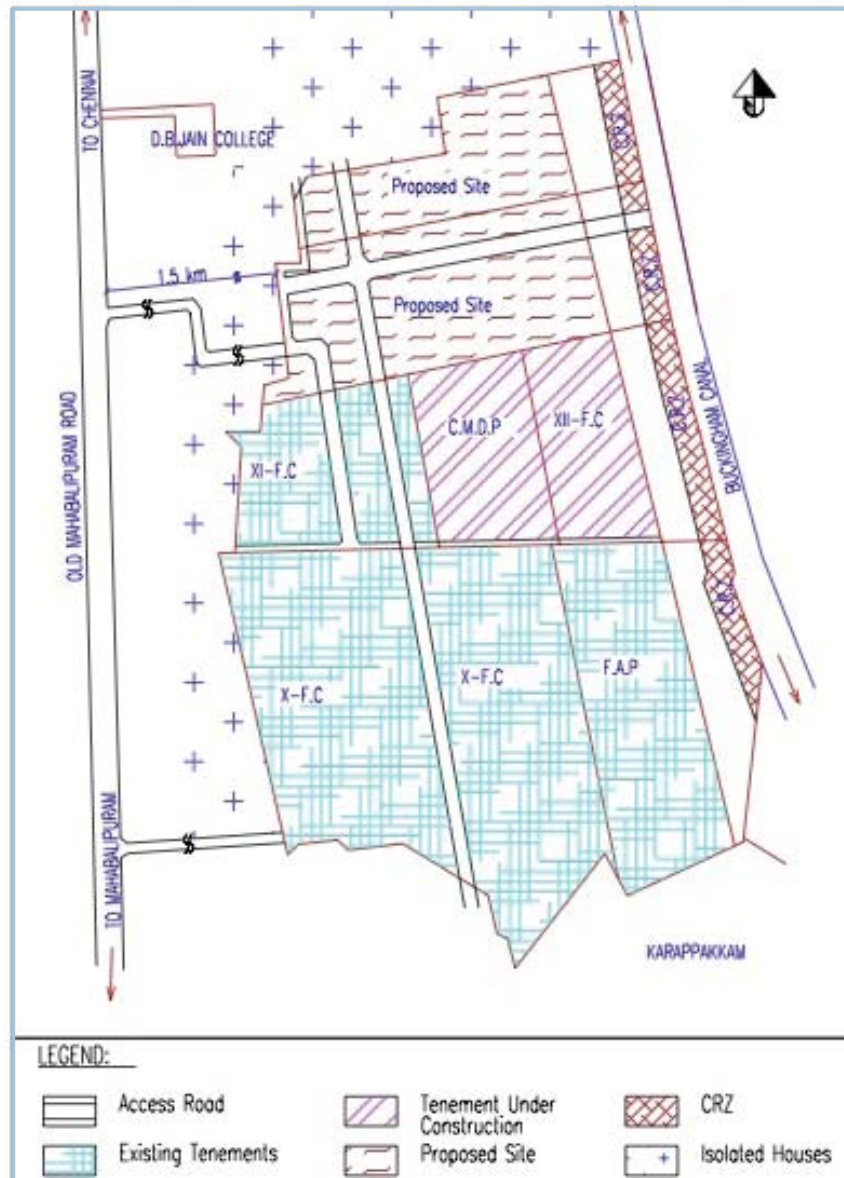 TO CHENNAI
D.B.JAIN COLLEGE
CRZ
Proposed Site
1.5 km
CRZ
Proposed Site
CRZ
BUCKINGHAM CANAL
C.M.D.P
XII-F.C
XI-F.C
OLD MAHABALIPURAM ROAD
CRZ
X-F.C
X-F.C
F.A.P
TO MAHABALIPURAM
KARAPPAKKAM
LEGEND:
Access Road
Tenement Under
Construction
CRZ
Existing Tenements
Proposed Site
Isolated Houses